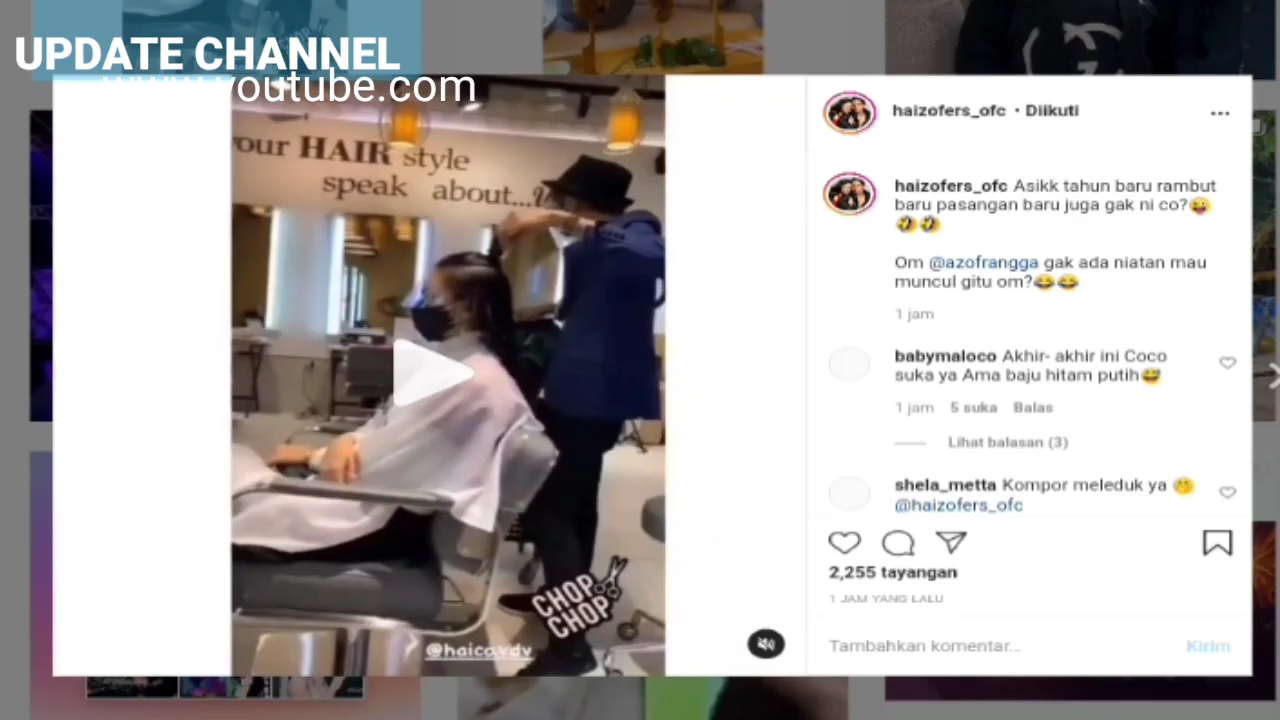 UPDATE CHANNEL
www.youtube.com
your HAIR style
speak about...
CHOP
CHOP
@haico.vdv
haizofers_ofc • Diikuti
haizofers_ofc Asikk tahun baru rambut
baru pasangan baru juga gak ni co?😜
🤣🤣
Om @azofrangga gak ada niatan mau
muncul gitu om?😂😂
1 jam
babymaloco Akhir- akhir ini Coco
suka ya Ama baju hitam putih😅
1 jam 5 suka Balas
Lihat balasan (3)
shela_metta Kompor meleduk ya 🤭
@haizofers_ofc
2,255 tayangan
1 JAM YANG LALU
Tambahkan komentar... Kirim